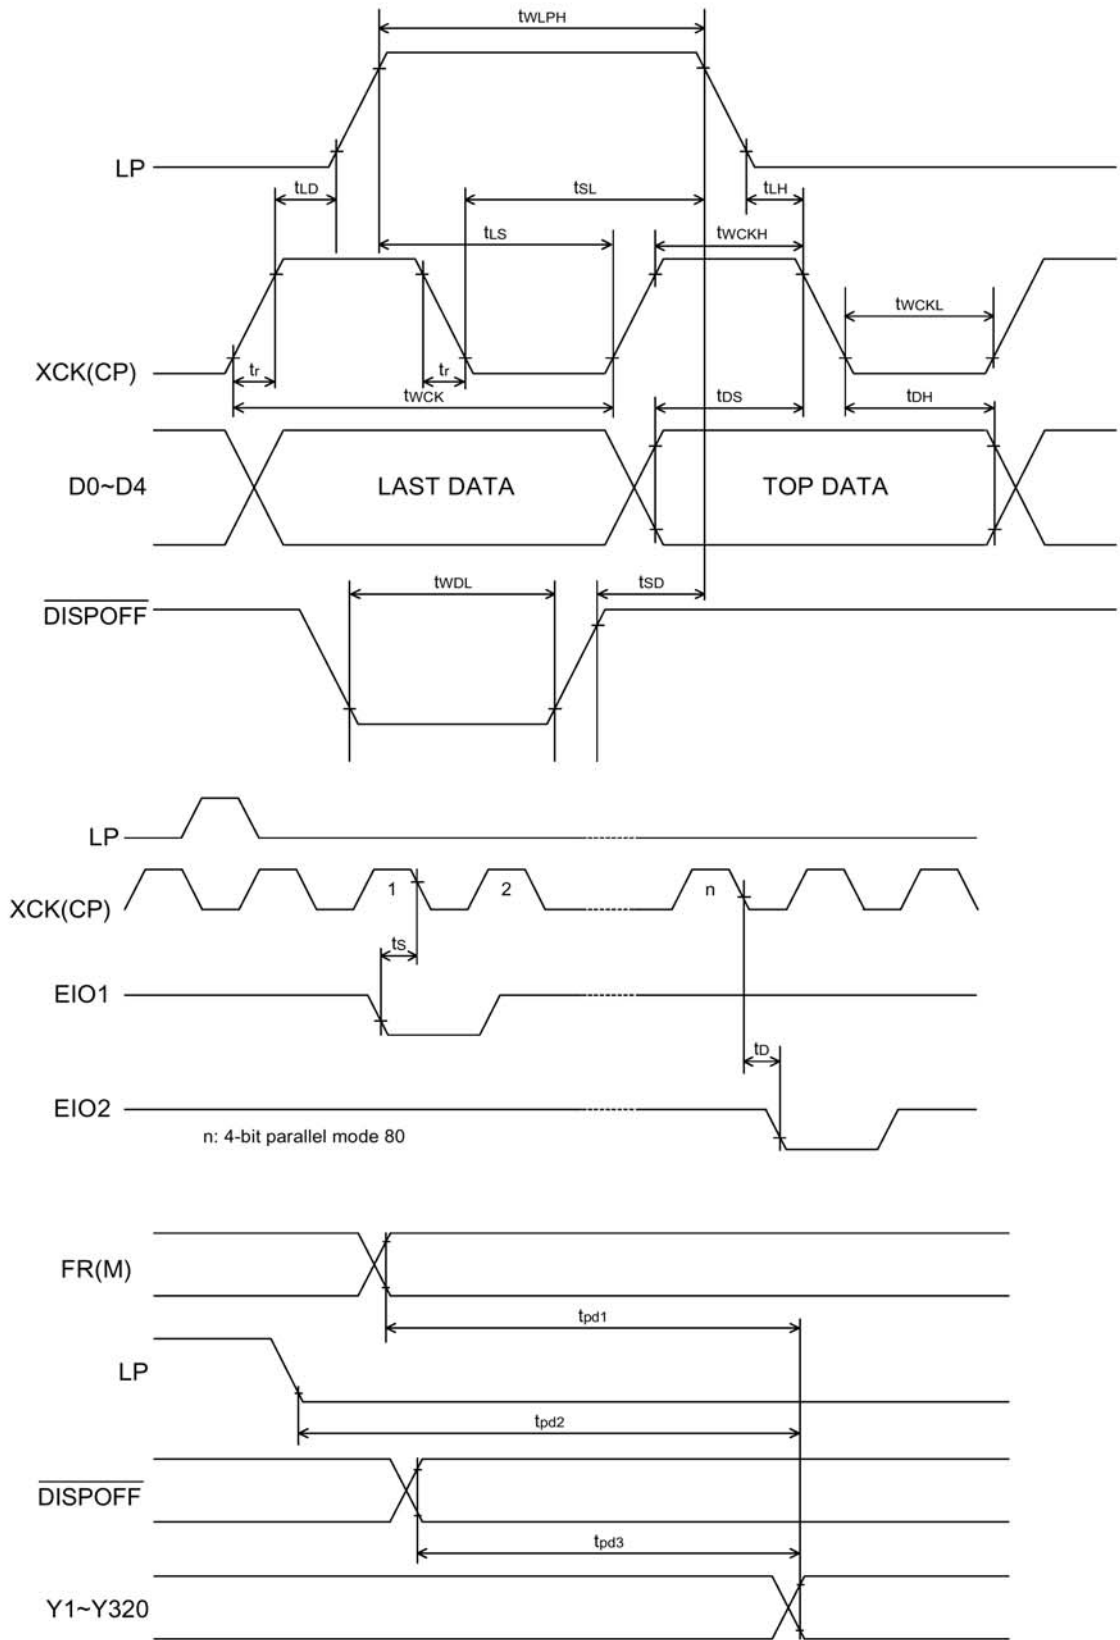 tWLPH
LP
tLD
tSL
tLH
tLS
tWCKH
tWCKL
XCK(CP)
tr
tr
tWCK
tDS
tDH
D0~D4
LAST DATA
TOP DATA
tWDL
tSD
DISPOFF
LP
XCK(CP)
1
2
n
ts
EIO1
tD
EIO2
n: 4-bit parallel mode 80
FR(M)
tpd1
LP
tpd2
DISPOFF
tpd3
Y1~Y320